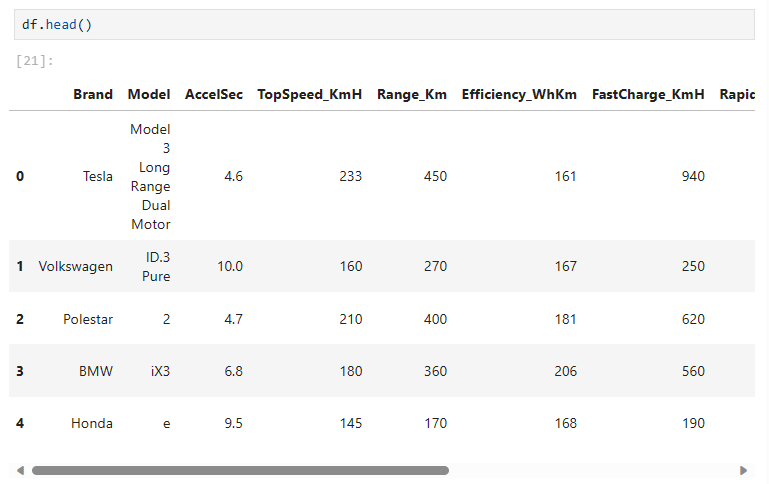 df.head()
[21]:
Brand Model AccelSec TopSpeed_KmH Range_Km Efficiency_WhKm FastCharge_KmH Rapid
0 Tesla Model 3 Long Range Dual Motor 4.6 233 450 161 940
1 Volkswagen ID.3 Pure 10.0 160 270 167 250
2 Polestar 2 4.7 210 400 181 620
3 BMW iX3 6.8 180 360 206 560
4 Honda e 9.5 145 170 168 190